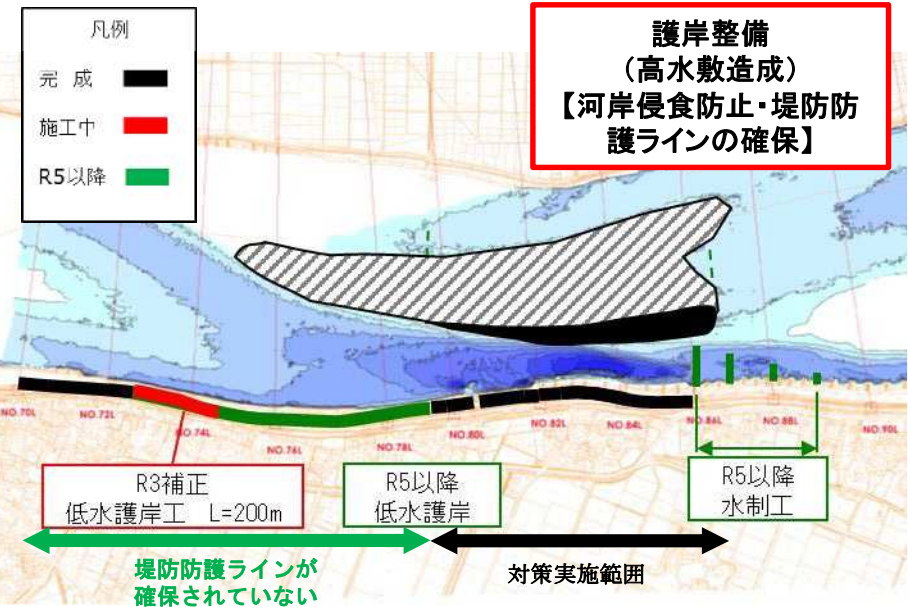 凡例
完 成
施工中
R5以降
護岸整備
(高水敷造成)
【河岸侵食防止・堤防防
護ラインの確保】
NO.70L
NO.72L
NO.74L
NO.76L
NO.78L
NO.80L
NO.82L
NO.84L
NO.86L
NO.88L
NO.90L
R3補正
低水護岸工 L=200m
R5以降
低水護岸
R5以降
水制工
堤防防護ラインが
確保されていない
対策実施範囲